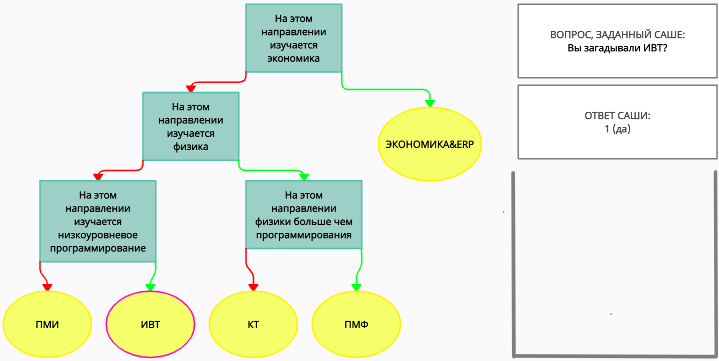 На этом
направлении
изучается
экономика
На этом
направлении
изучается
физика
ЭКОНОМИКА&ERP
На этом
направлении
изучается
низкоуровневое
программирование
На этом
направлении
физики больше чем
программирования
ПМИ
ИВТ
КТ
ПМФ
ВОПРОС, ЗАДАННЫЙ САШЕ:
Вы загадывали ИВТ?
ОТВЕТ САШИ:
1 (да)